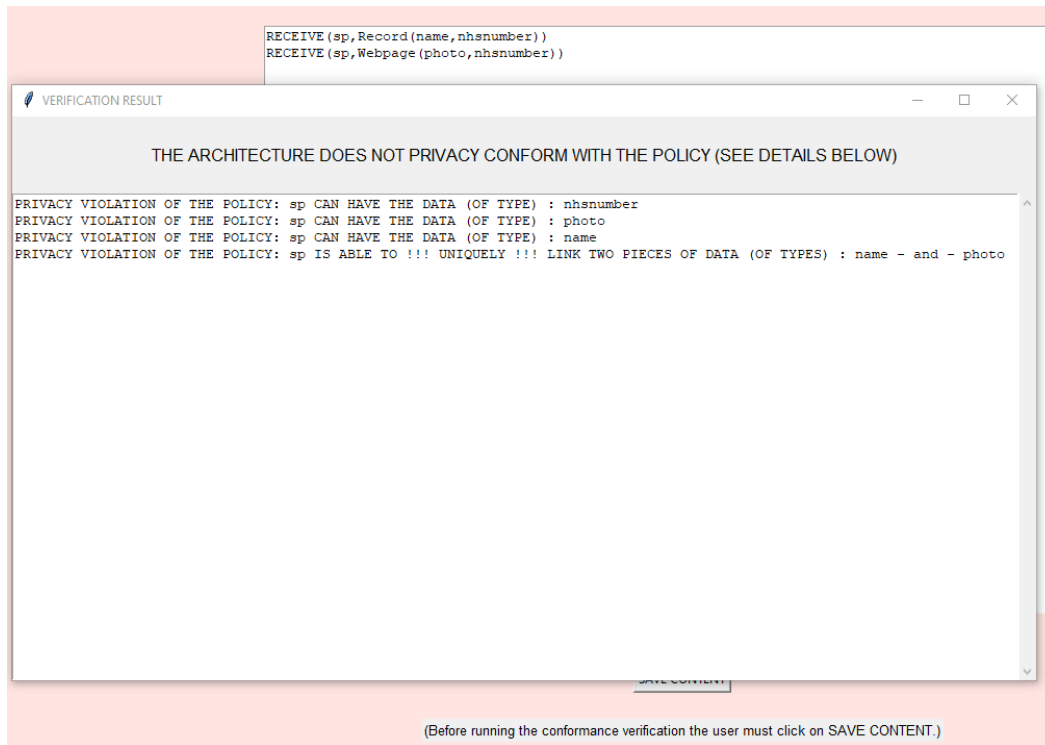 RECEIVE(sp,Record(name,nhsnumber))
RECEIVE(sp,Webpage(photo,nhsnumber))
VERIFICATION RESULT
THE ARCHITECTURE DOES NOT PRIVACY CONFORM WITH THE POLICY (SEE DETAILS BELOW)
PRIVACY VIOLATION OF THE POLICY: sp CAN HAVE THE DATA (OF TYPE) : nhsnumber
PRIVACY VIOLATION OF THE POLICY: sp CAN HAVE THE DATA (OF TYPE) : photo
PRIVACY VIOLATION OF THE POLICY: sp CAN HAVE THE DATA (OF TYPE) : name
PRIVACY VIOLATION OF THE POLICY: sp IS ABLE TO !!! UNIQUELY !!! LINK TWO PIECES OF DATA (OF TYPES) : name - and - photo
SAVE CONTENT
(Before running the conformance verification the user must click on SAVE CONTENT.)